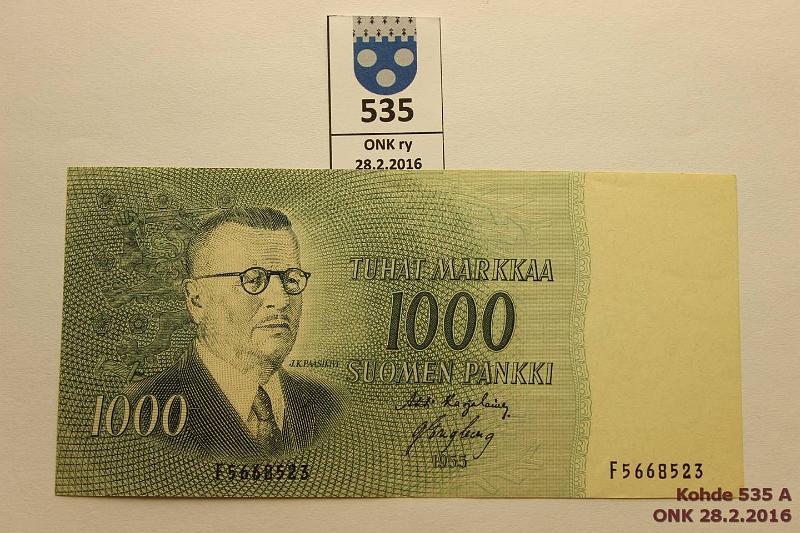 535
ONK ry
28.2.2016
TUHAT MARKKAA
1000
J.K.PAASIKIVI
SUOMEN PANKKI
1000
1955
F5668523
F5668523
Kohde 535 A
ONK 28.2.2016